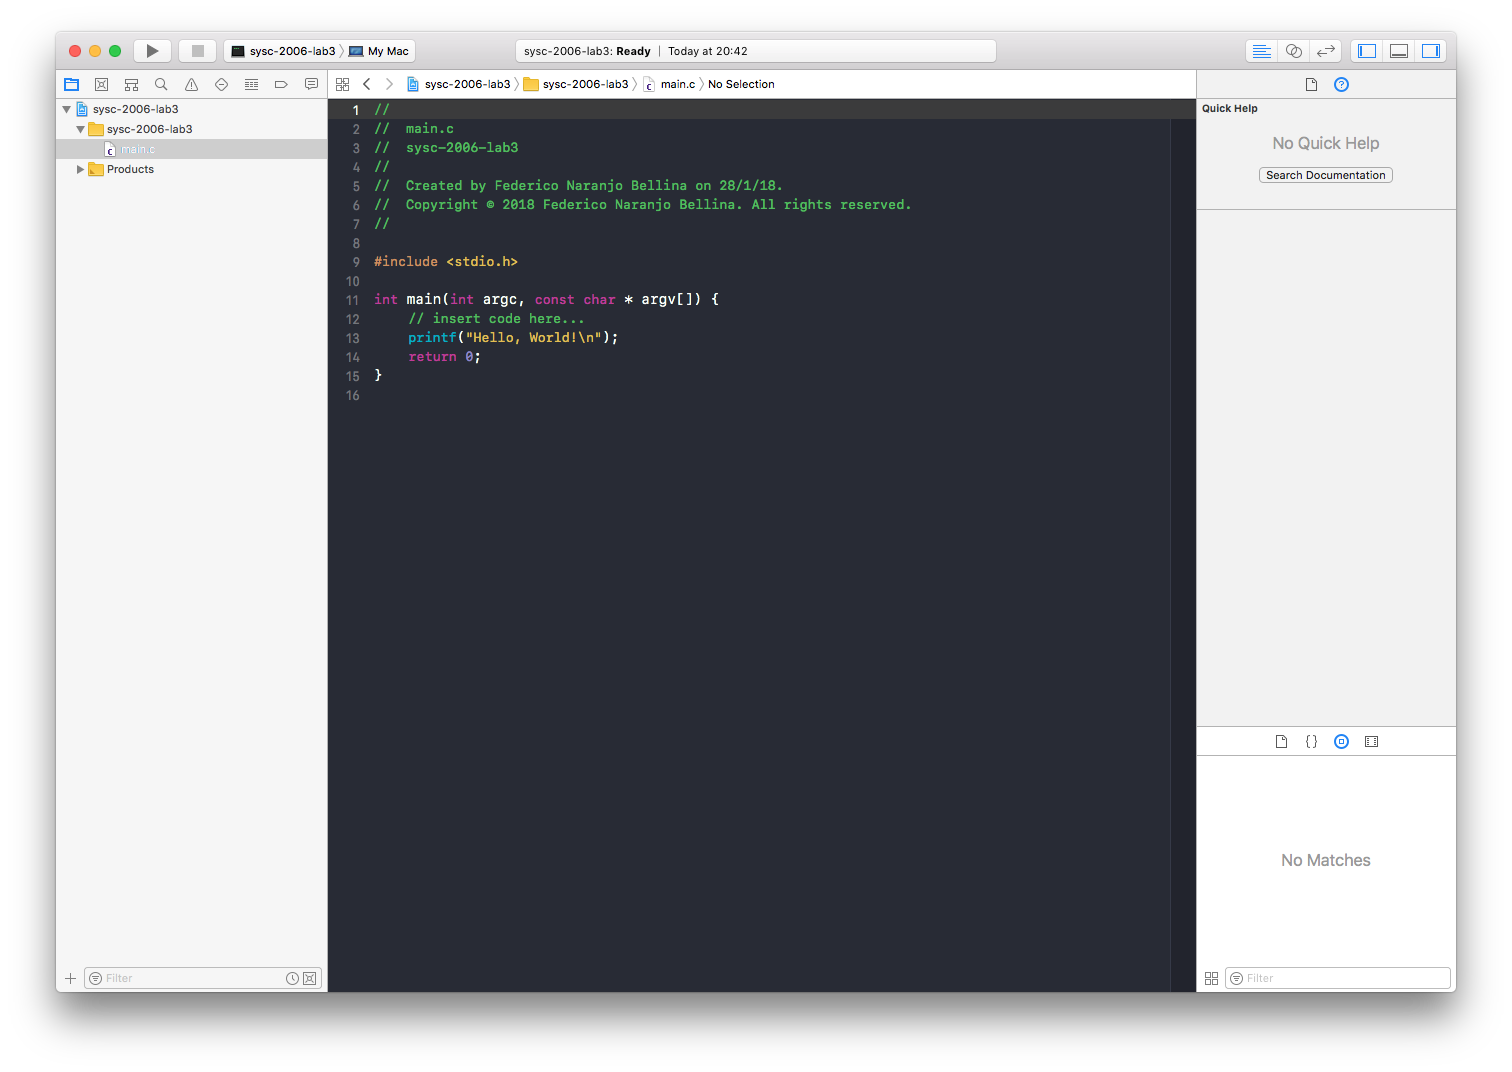 sysc-2006-lab3 My Mac
sysc-2006-lab3: Ready | Today at 20:42
sysc-2006-lab3 sysc-2006-lab3 main.c No Selection
sysc-2006-lab3
sysc-2006-lab3
main.c
Products
Filter
1 //
2 //  main.c
3 //  sysc-2006-lab3
4 //
5 //  Created by Federico Naranjo Bellina on 28/1/18.
6 //  Copyright © 2018 Federico Naranjo Bellina. All rights reserved.
7 //
8
9 #include <stdio.h>
10
11 int main(int argc, const char * argv[]) {
12     // insert code here...
13     printf("Hello, World!\n");
14     return 0;
15 }
16
Quick Help
No Quick Help
Search Documentation
{}
No Matches
Filter